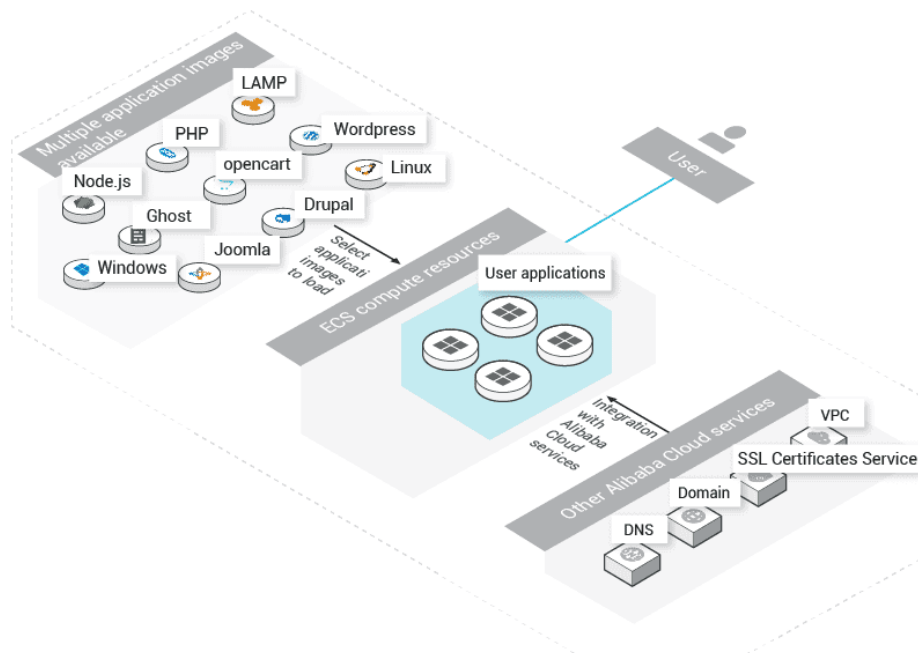 Multiple application images
available
LAMP
PHP
Wordpress
Node.js
opencart
Linux
Ghost
Drupal
Windows
Joomla
Select
applicati
images
to load
User
ECS compute resources
User applications
Integration
with
Alibaba
Cloud
services
Other Alibaba Cloud services
VPC
SSL Certificates Service
Domain
DNS